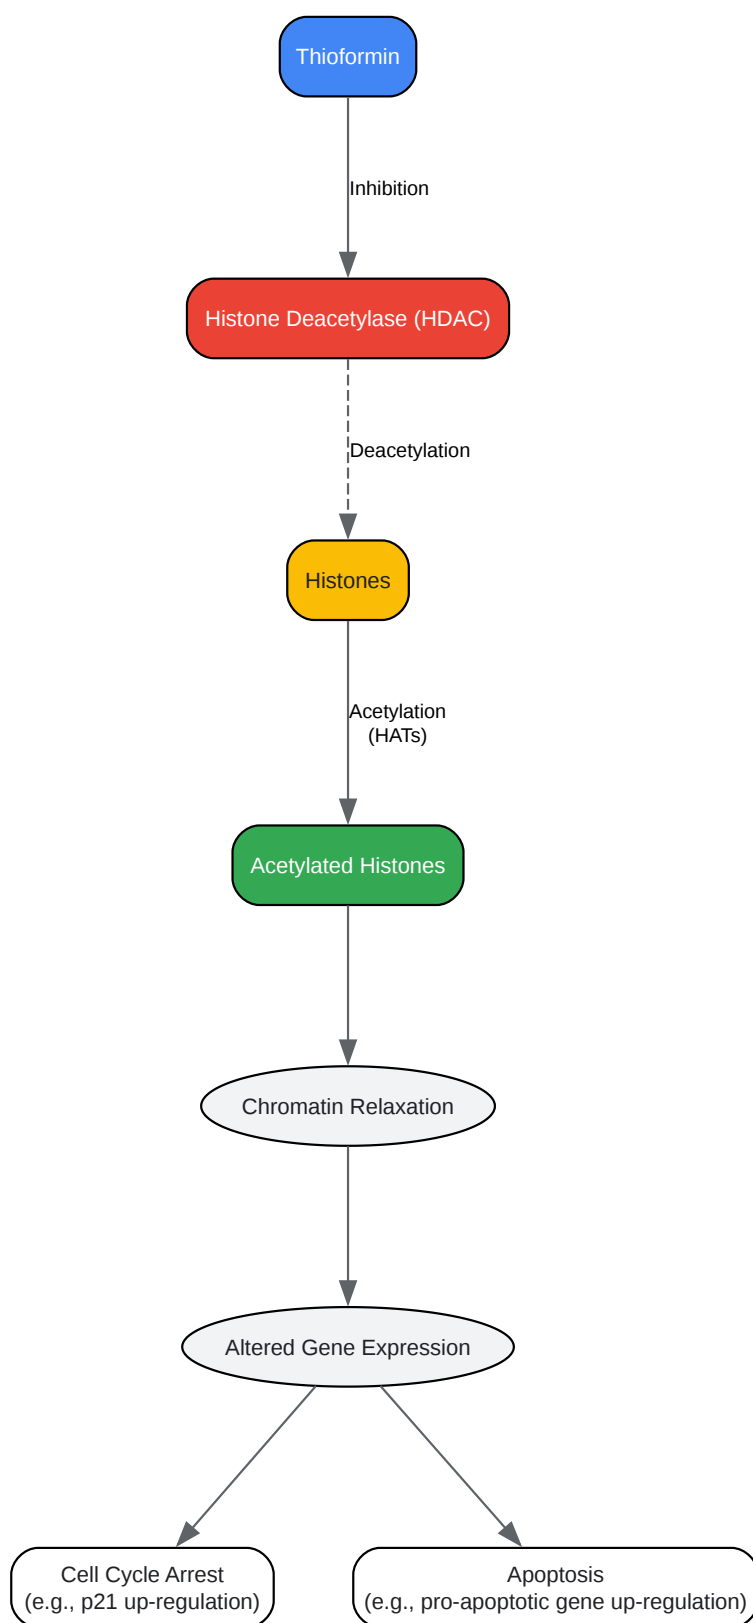 Thioformin
Inhibition
Histone Deacetylase (HDAC)
Deacetylation
Histones
Acetylation
(HATs)
Acetylated Histones
Chromatin Relaxation
Altered Gene Expression
Cell Cycle Arrest
(e.g., p21 up-regulation)
Apoptosis
(e.g., pro-apoptotic gene up-regulation)